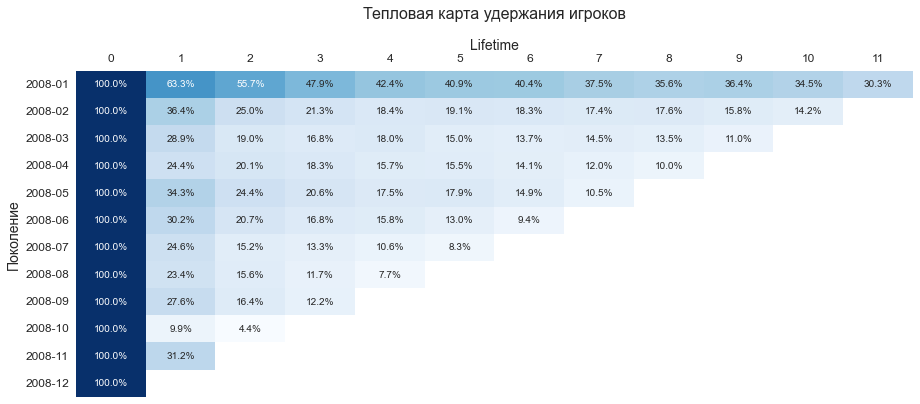 Тепловая карта удержания игроков
Lifetime
0 1 2 3 4 5 6 7 8 9 10 11
Поколение
2008-01 100.0% 63.3% 55.7% 47.9% 42.4% 40.9% 40.4% 37.5% 35.6% 36.4% 34.5% 30.3%
2008-02 100.0% 36.4% 25.0% 21.3% 18.4% 19.1% 18.3% 17.4% 17.6% 15.8% 14.2%
2008-03 100.0% 28.9% 19.0% 16.8% 18.0% 15.0% 13.7% 14.5% 13.5% 11.0%
2008-04 100.0% 24.4% 20.1% 18.3% 15.7% 15.5% 14.1% 12.0% 10.0%
2008-05 100.0% 34.3% 24.4% 20.6% 17.5% 17.9% 14.9% 10.5%
2008-06 100.0% 30.2% 20.7% 16.8% 15.8% 13.0% 9.4%
2008-07 100.0% 24.6% 15.2% 13.3% 10.6% 8.3%
2008-08 100.0% 23.4% 15.6% 11.7% 7.7%
2008-09 100.0% 27.6% 16.4% 12.2%
2008-10 100.0% 9.9% 4.4%
2008-11 100.0% 31.2%
2008-12 100.0%